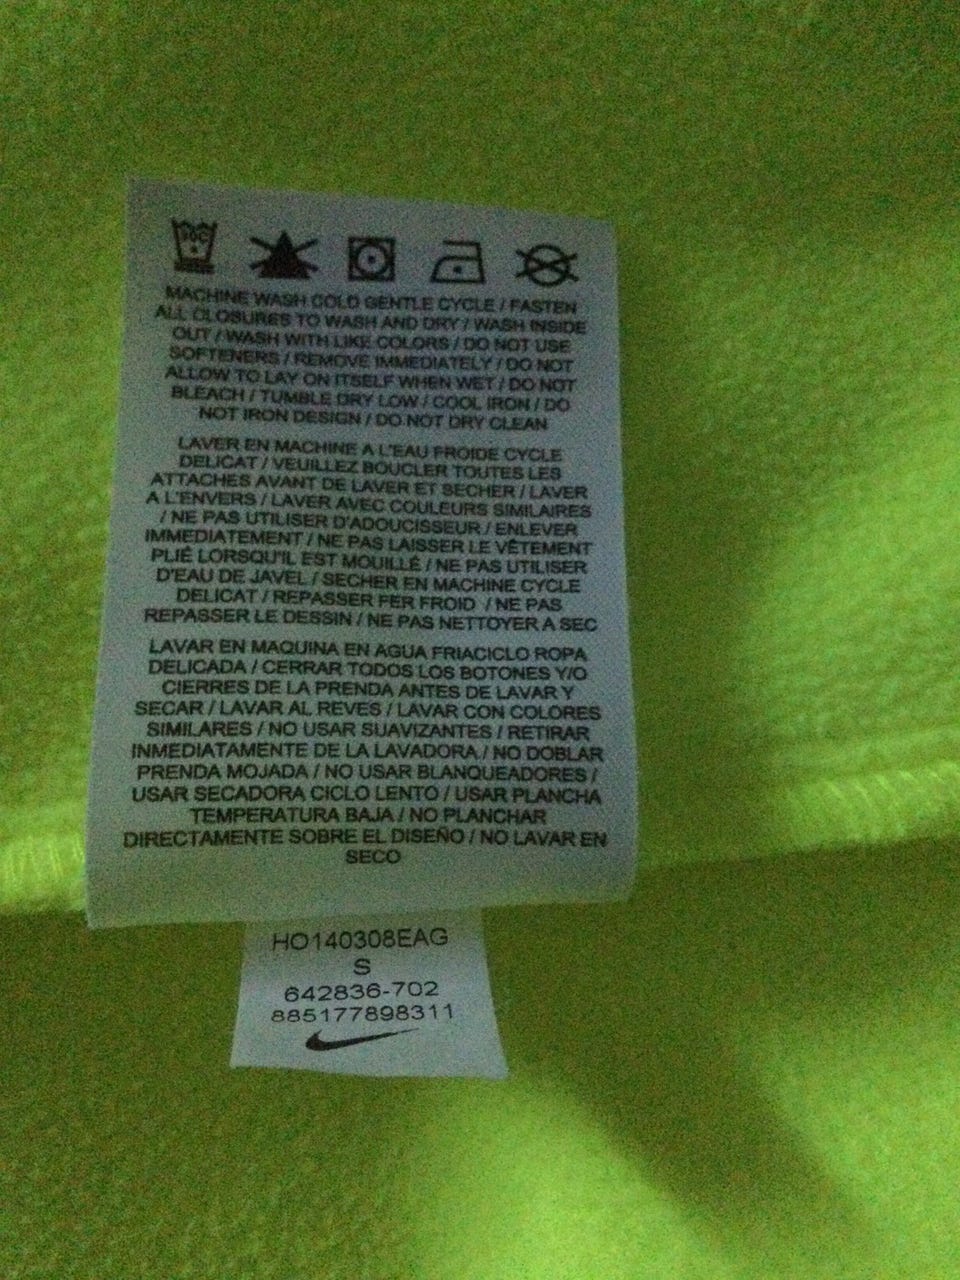 30C
MACHINE WASH COLD GENTLE CYCLE / FASTEN
ALL CLOSURES TO WASH AND DRY / WASH INSIDE
OUT / WASH WITH LIKE COLORS / DO NOT USE
SOFTENERS / REMOVE IMMEDIATELY / DO NOT
ALLOW TO LAY ON ITSELF WHEN WET / DO NOT
BLEACH / TUMBLE DRY LOW / COOL IRON / DO
NOT IRON DESIGN / DO NOT DRY CLEAN
LAVER EN MACHINE A L'EAU FROIDE CYCLE
DELICAT / VEUILLEZ BOUCLER TOUTES LES
ATTACHES AVANT DE LAVER ET SECHER / LAVER
A L'ENVERS / LAVER AVEC COULEURS SIMILAIRES
/ NE PAS UTILISER D'ADOUCISSEUR / ENLEVER
IMMEDIATEMENT / NE PAS LAISSER LE VÊTEMENT
PLIÉ LORSQU'IL EST MOUILLÉ / NE PAS UTILISER
D'EAU DE JAVEL / SECHER EN MACHINE CYCLE
DELICAT / REPASSER FER FROID / NE PAS
REPASSER LE DESSIN / NE PAS NETTOYER A SEC
LAVAR EN MAQUINA EN AGUA FRIACICLO ROPA
DELICADA / CERRAR TODOS LOS BOTONES Y/O
CIERRES DE LA PRENDA ANTES DE LAVAR Y
SECAR / LAVAR AL REVES / LAVAR CON COLORES
SIMILARES / NO USAR SUAVIZANTES / RETIRAR
INMEDIATAMENTE DE LA LAVADORA / NO DOBLAR
PRENDA MOJADA / NO USAR BLANQUEADORES /
USAR SECADORA CICLO LENTO / USAR PLANCHA
TEMPERATURA BAJA / NO PLANCHAR
DIRECTAMENTE SOBRE EL DISEÑO / NO LAVAR EN
SECO
HO140308EAG
S
642836-702
885177898311